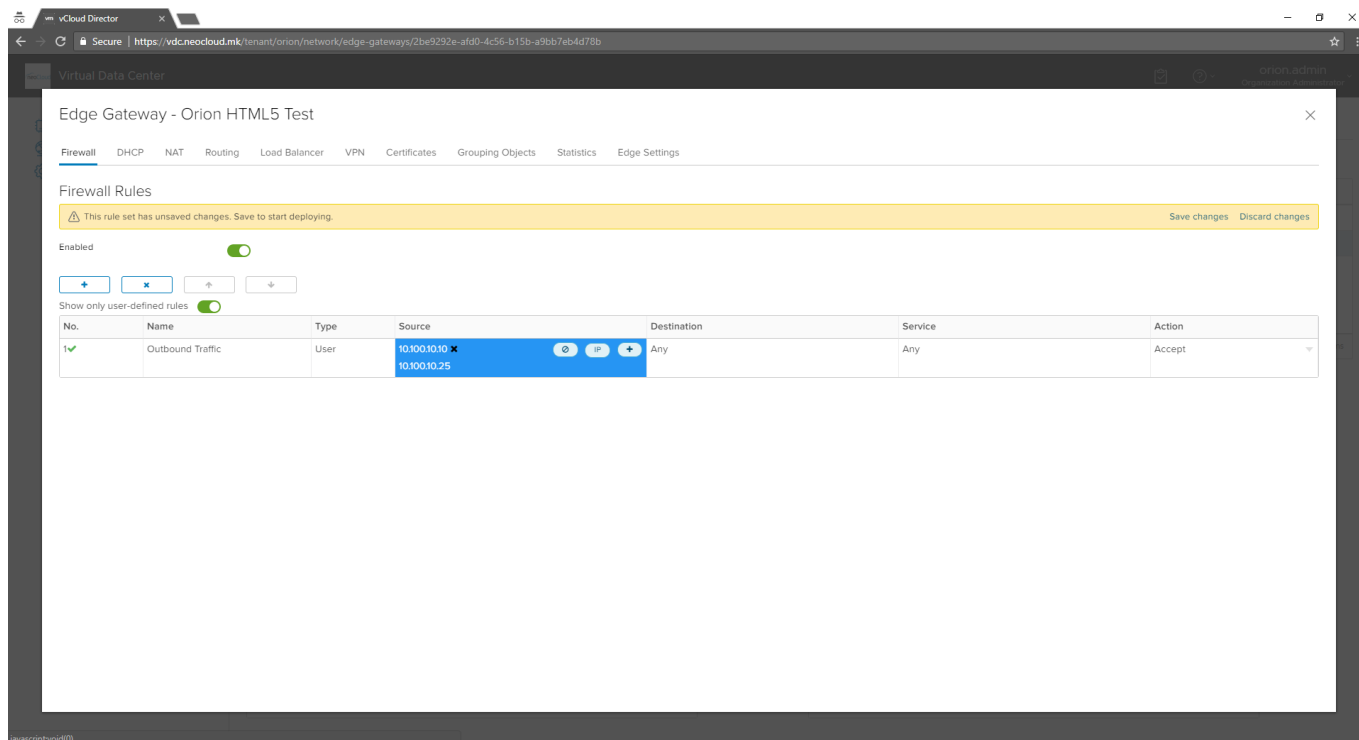 vm vCloud Director
Secure | https://vdc.neocloud.mk/tenant/orion/network/edge-gateways/2be9292e-afd0-4c56-b15b-a9bb7eb4d78b
Virtual Data Center
orion.admin
Organization Administrator
Edge Gateway - Orion HTML5 Test
Firewall DHCP NAT Routing Load Balancer VPN Certificates Grouping Objects Statistics Edge Settings
Firewall Rules
This rule set has unsaved changes. Save to start deploying. Save changes Discard changes
Enabled
Show only user-defined rules
No. Name Type Source Destination Service Action
1 Outbound Traffic User 10.100.10.10 IP Any Any Accept
10.100.10.25
javascript:void(0)